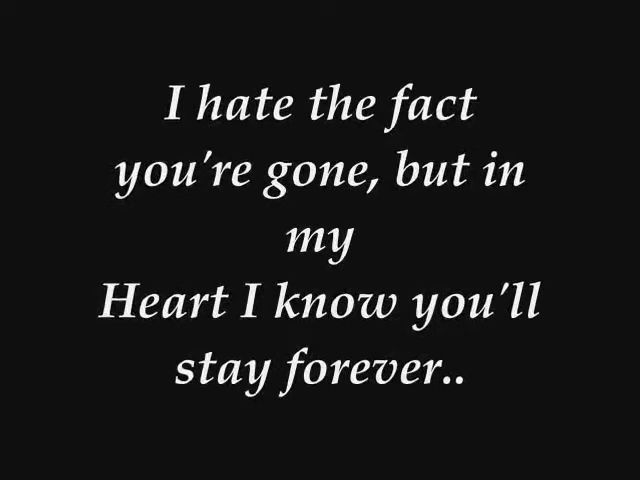 I hate the fact
you're gone, but in
my
Heart I know you'll
stay forever..